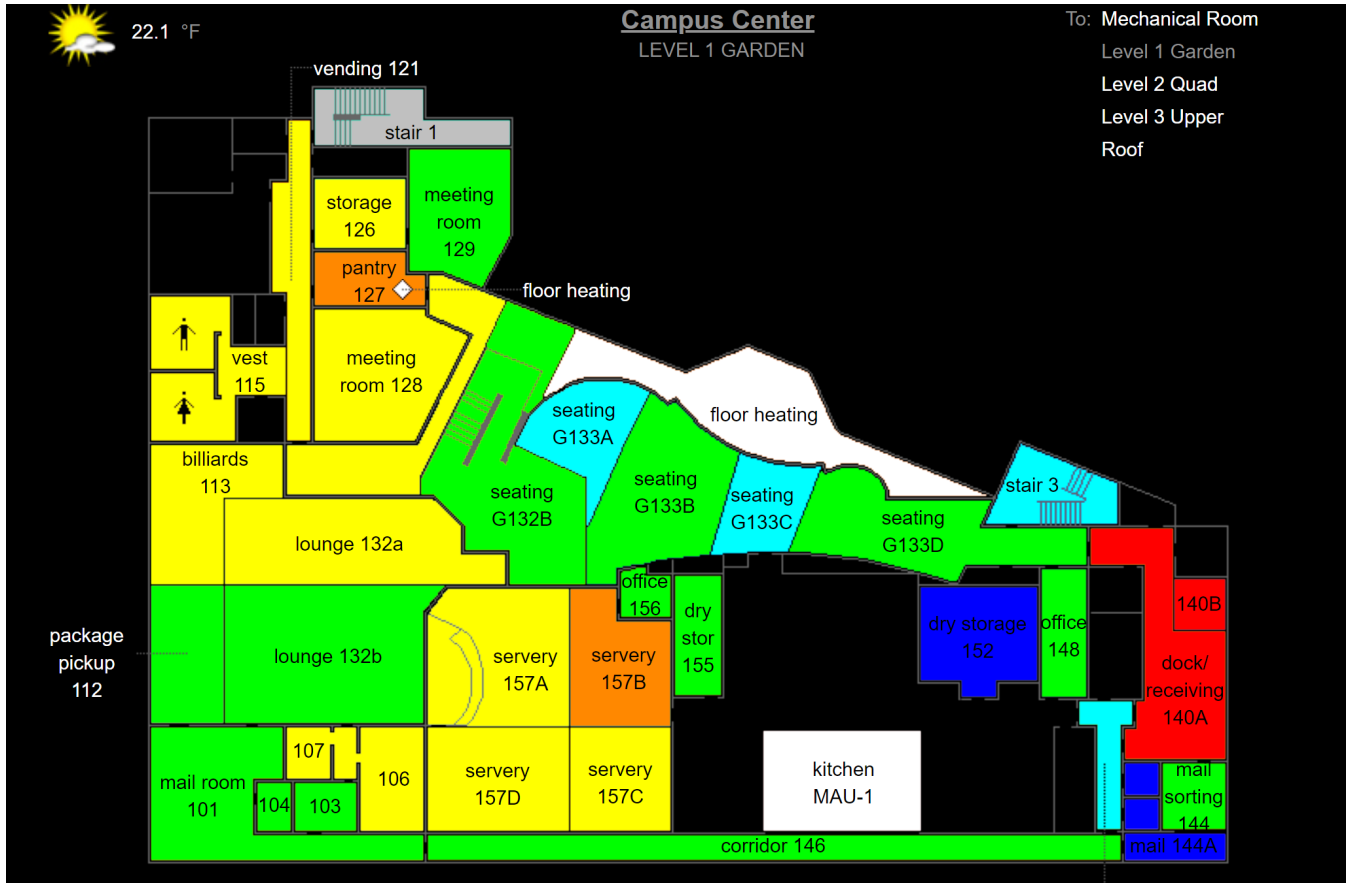 22.1 °F
Campus Center
LEVEL 1 GARDEN
To: Mechanical Room
Level 1 Garden
Level 2 Quad
Level 3 Upper
Roof
vending 121
stair 1
storage
126
meeting
room
129
pantry
127
floor heating
vest
115
meeting
room 128
seating
G133A
floor heating
billiards
113
seating
G132B
seating
G133B
seating
G133C
seating
G133D
stair 3
lounge 132a
office
156
dry
stor
155
dry storage
152
office
148
140B
package
pickup
112
lounge 132b
servery
157A
servery
157B
dock/
receiving
140A
mail room
101
107
106
104
103
servery
157D
servery
157C
kitchen
MAU-1
mail
sorting
144
corridor 146
mail 144A